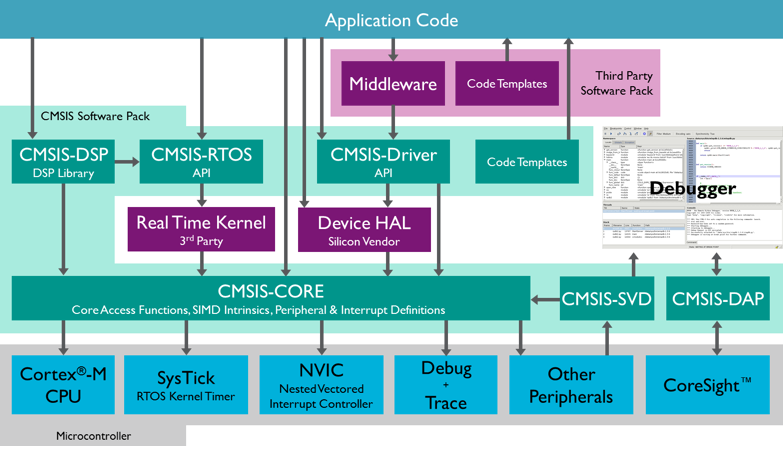 Application Code
Middleware
Code Templates
Third Party
Software Pack
CMSIS Software Pack
CMSIS-DSP
DSP Library
CMSIS-RTOS
API
CMSIS-Driver
API
Code Templates
Debugger
Real Time Kernel
3rd Party
Device HAL
Silicon Vendor
CMSIS-CORE
Core Access Functions, SIMD Intrinsics, Peripheral & Interrupt Definitions
CMSIS-SVD
CMSIS-DAP
Cortex®-M
CPU
SysTick
RTOS Kernel Timer
NVIC
Nested Vectored
Interrupt Controller
Debug
+
Trace
Other
Peripherals
CoreSight™
Microcontroller